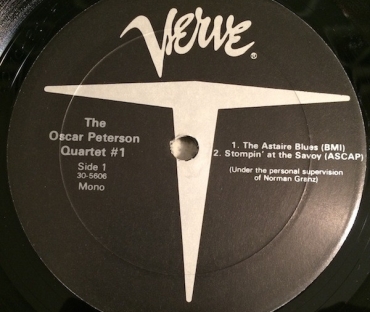 Verve
®
The
Oscar Peterson
Quartet #1
Side 1
30-5606
Mono
1. The Astaire Blues (BMI)
2. Stompin' at the Savoy (ASCAP)
(Under the personal supervision
of Norman Granz)